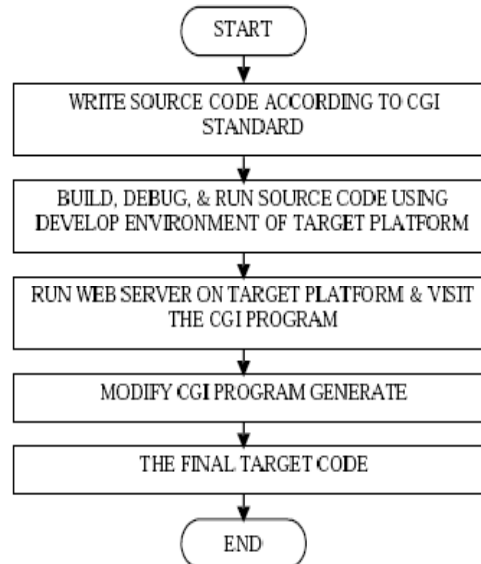 START
WRITE SOURCE CODE ACCORDING TO CGI
STANDARD
BUILD, DEBUG, & RUN SOURCE CODE USING
DEVELOP ENVIRONMENT OF TARGET PLATFORM
RUN WEB SERVER ON TARGET PLATFORM & VISIT
THE CGI PROGRAM
MODIFY CGI PROGRAM GENERATE
THE FINAL TARGET CODE
END